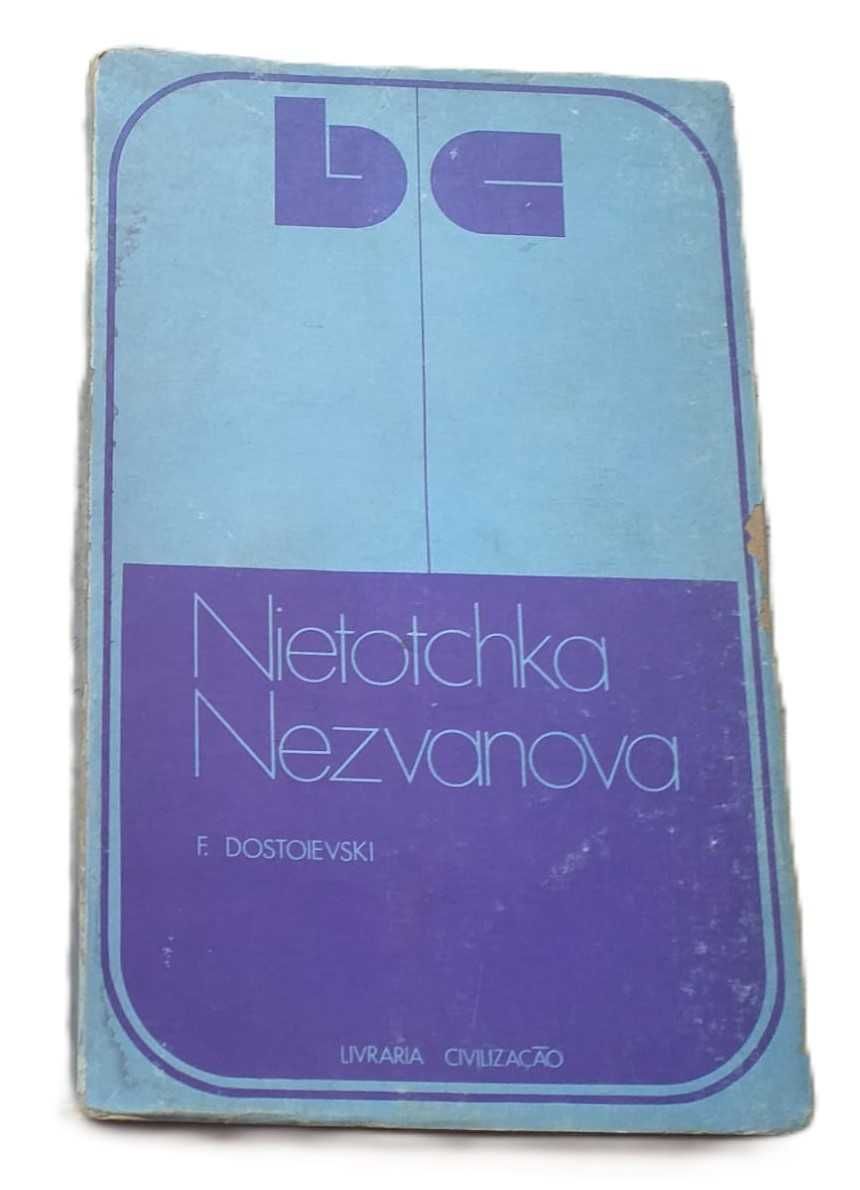 bc
Nietotchka
Nezvanova
F. DOSTOIEVSKI
LIVRARIA CIVILIZAÇÃO